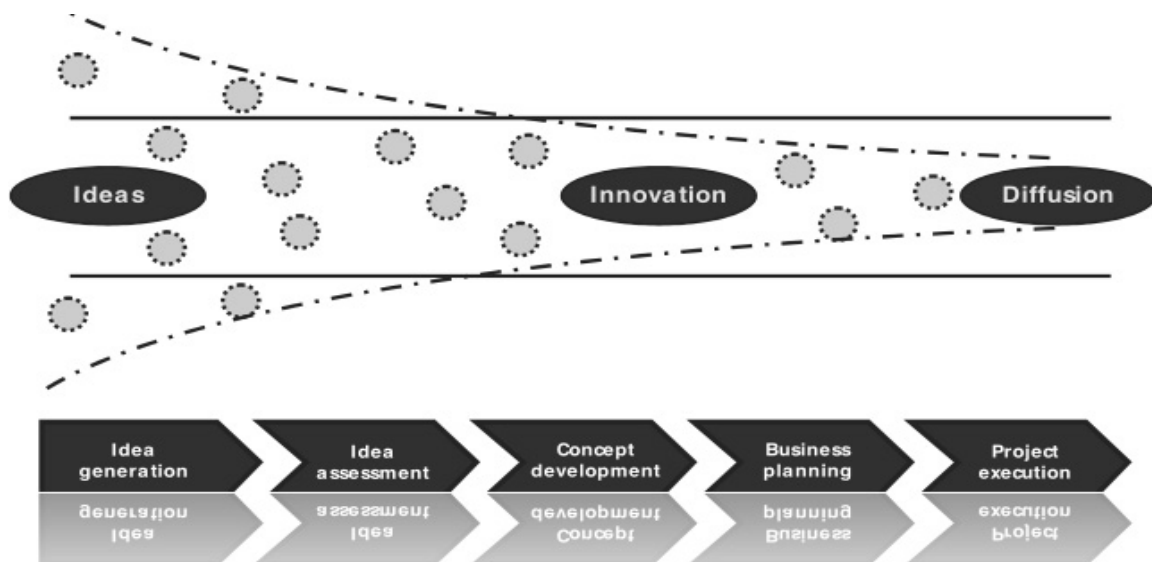 Ideas
Innovation
Diffusion
Idea
generation
Idea
assessment
Concept
development
Business
planning
Project
execution